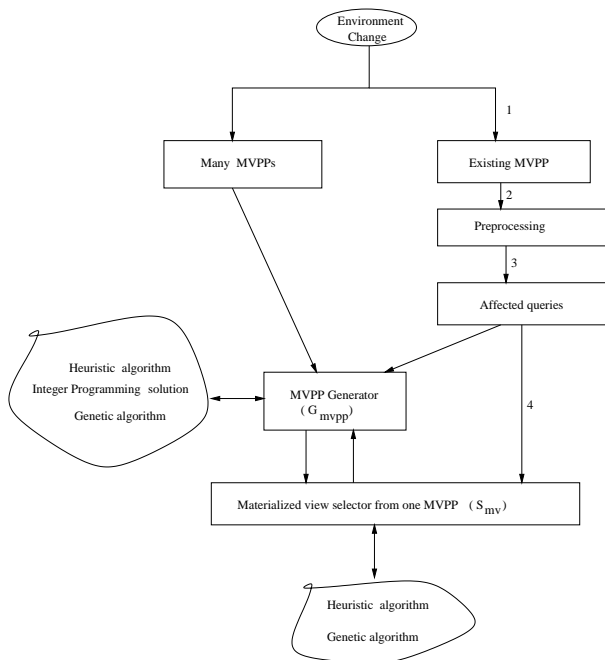 Environment
Change
1
Many MVPPs
Existing MVPP
2
Preprocessing
3
Affected queries
Heuristic algorithm
Integer Programming solution
Genetic algorithm
MVPP Generator
( G mvpp )
4
Materialized view selector from one MVPP ( S mv )
Heuristic algorithm
Genetic algorithm